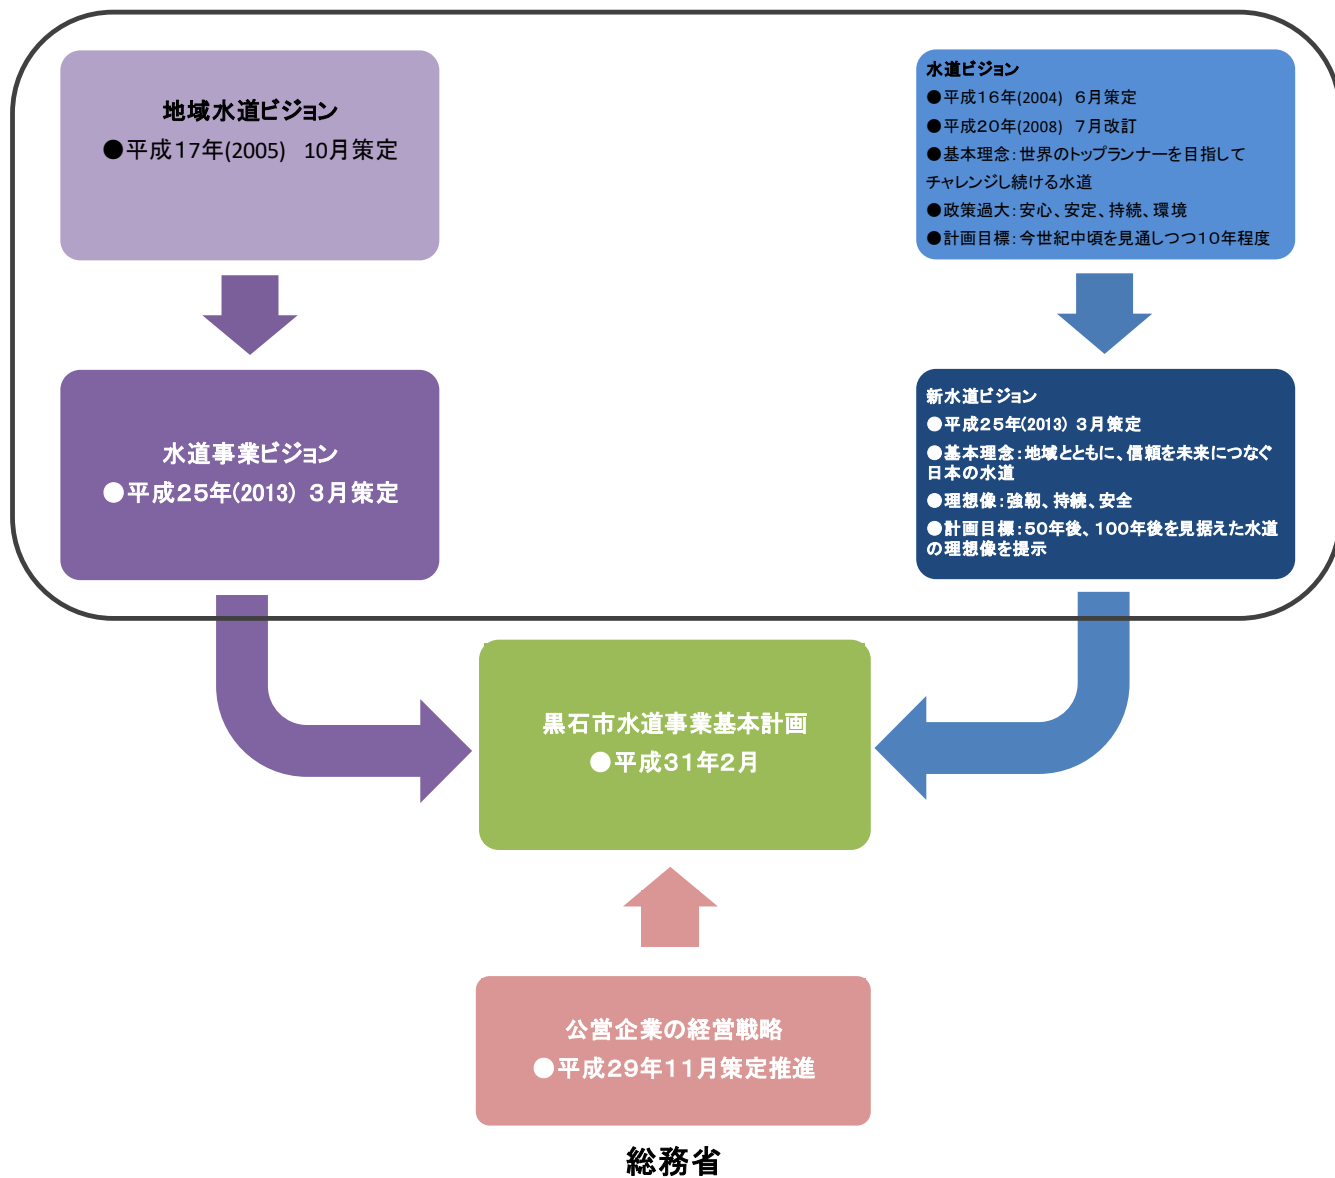 地域水道ビジョン
●平成17年(2005)　10月策定
水道ビジョン
●平成16年(2004)　6月策定
●平成20年(2008)　7月改訂
●基本理念：世界のトップランナーを目指して
チャレンジし続ける水道
●政策過大：安心、安定、持続、環境
●計画目標：今世紀中頃を見通しつつ10年程度
水道事業ビジョン
●平成25年(2013)　3月策定
新水道ビジョン
●平成25年(2013)　3月策定
●基本理念：地域とともに、信頼を未来につなぐ
日本の水道
●理想像：強靭、持続、安全
●計画目標：50年後、100年後を見据えた水道
の理想像を提示
黒石市水道事業基本計画
●平成31年2月
公営企業の経営戦略
●平成29年11月策定推進
総務省